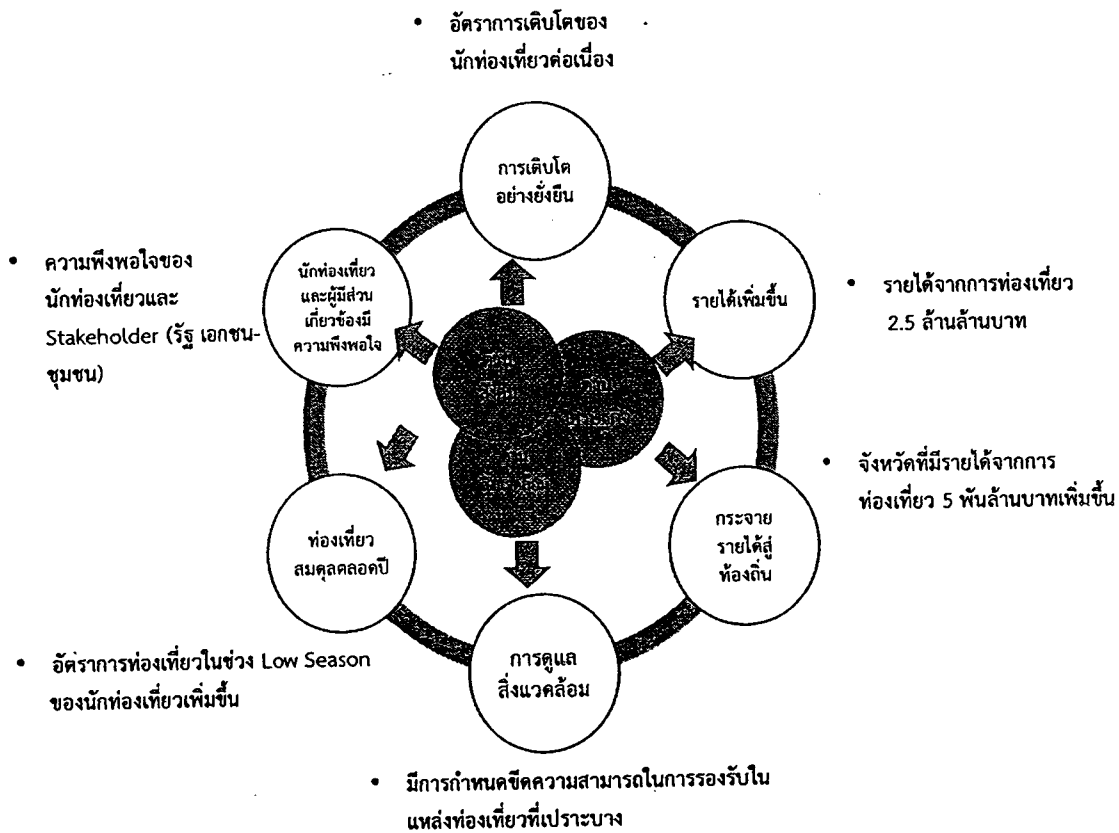 • อัตราการเติบโตของ
นักท่องเที่ยวต่อเนื่อง
การเติบโต
อย่างยั่งยืน
• ความพึงพอใจของ
นักท่องเที่ยวและ
Stakeholder (รัฐ เอกชน-
ชุมชน)
นักท่องเที่ยว
และผู้มีส่วน
เกี่ยวข้องมี
ความพึงพอใจ
รายได้เพิ่มขึ้น
• รายได้จากการท่องเที่ยว
2.5 ล้านล้านบาท
• จังหวัดที่มีรายได้จากการ
ท่องเที่ยว 5 พันล้านบาทเพิ่มขึ้น
กระจาย
รายได้สู่
ท้องถิ่น
ท่องเที่ยว
สมดุลตลอดปี
• อัตราการท่องเที่ยวในช่วง Low Season
ของนักท่องเที่ยวเพิ่มขึ้น
การดูแล
สิ่งแวดล้อม
• มีการกำหนดขีดความสามารถในการรองรับใน
แหล่งท่องเที่ยวที่เปราะบาง